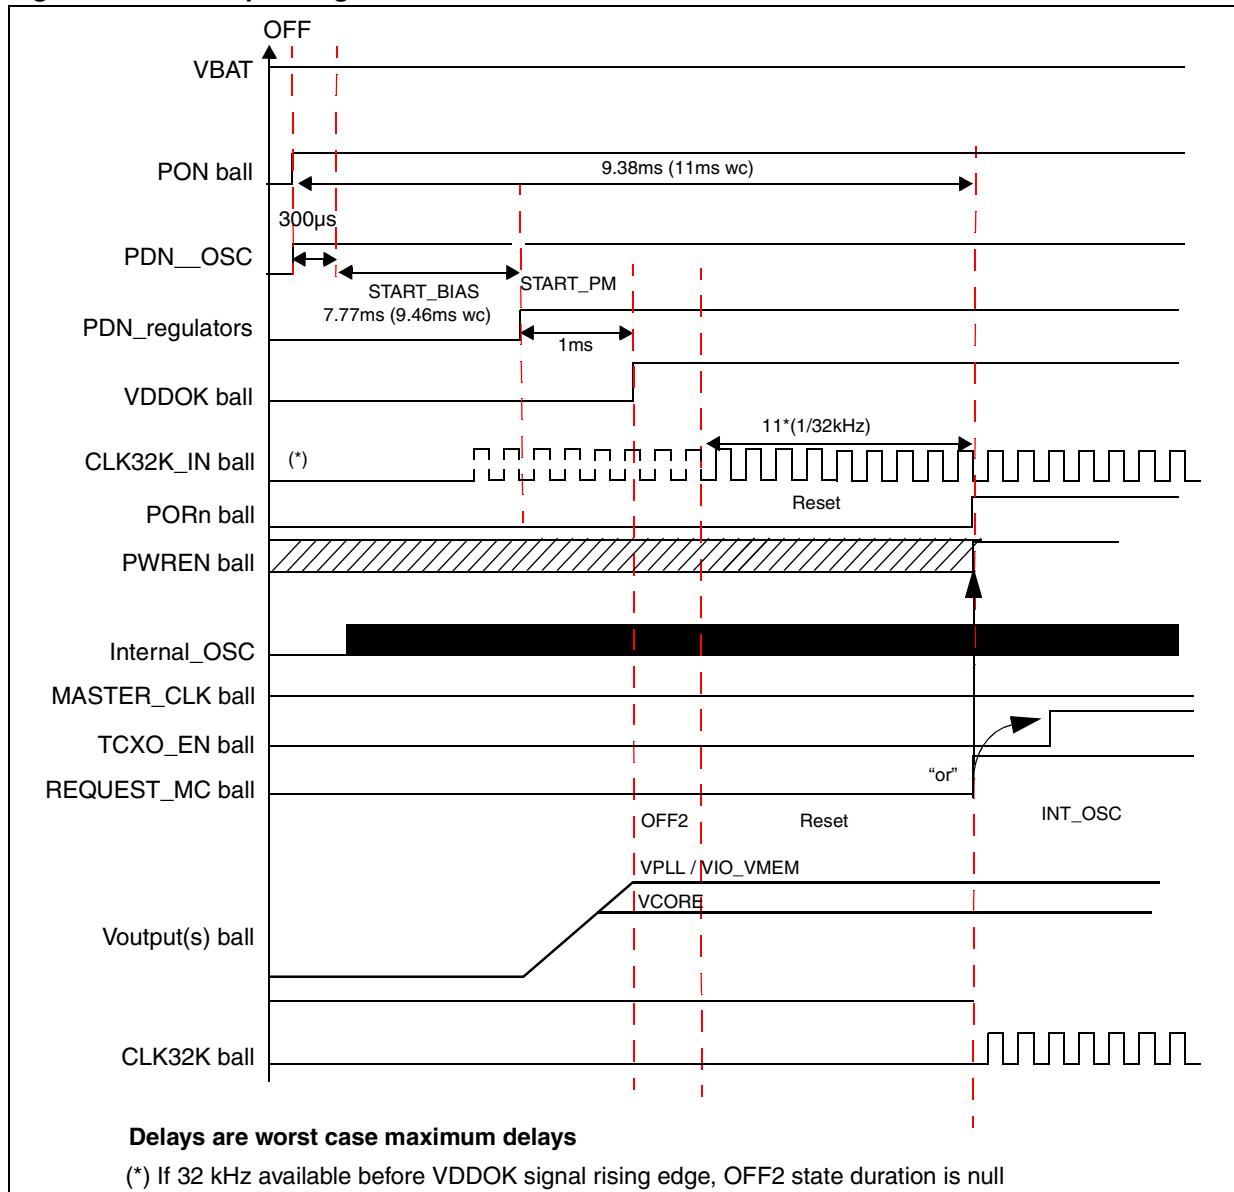 OFF
VBAT
PON ball
9.38ms (11ms wc)
300µs
PDN__OSC
START_BIAS
START_PM
7.77ms (9.46ms wc)
PDN_regulators
1ms
VDDOK ball
11*(1/32kHz)
CLK32K_IN ball
(*)
Reset
PORn ball
PWREN ball
Internal_OSC
MASTER_CLK ball
TCXO_EN ball
"or"
REQUEST_MC ball
OFF2
Reset
INT_OSC
VPLL / VIO_VMEM
VCORE
Voutput(s) ball
CLK32K ball
Delays are worst case maximum delays
(*) If 32 kHz available before VDDOK signal rising edge, OFF2 state duration is null